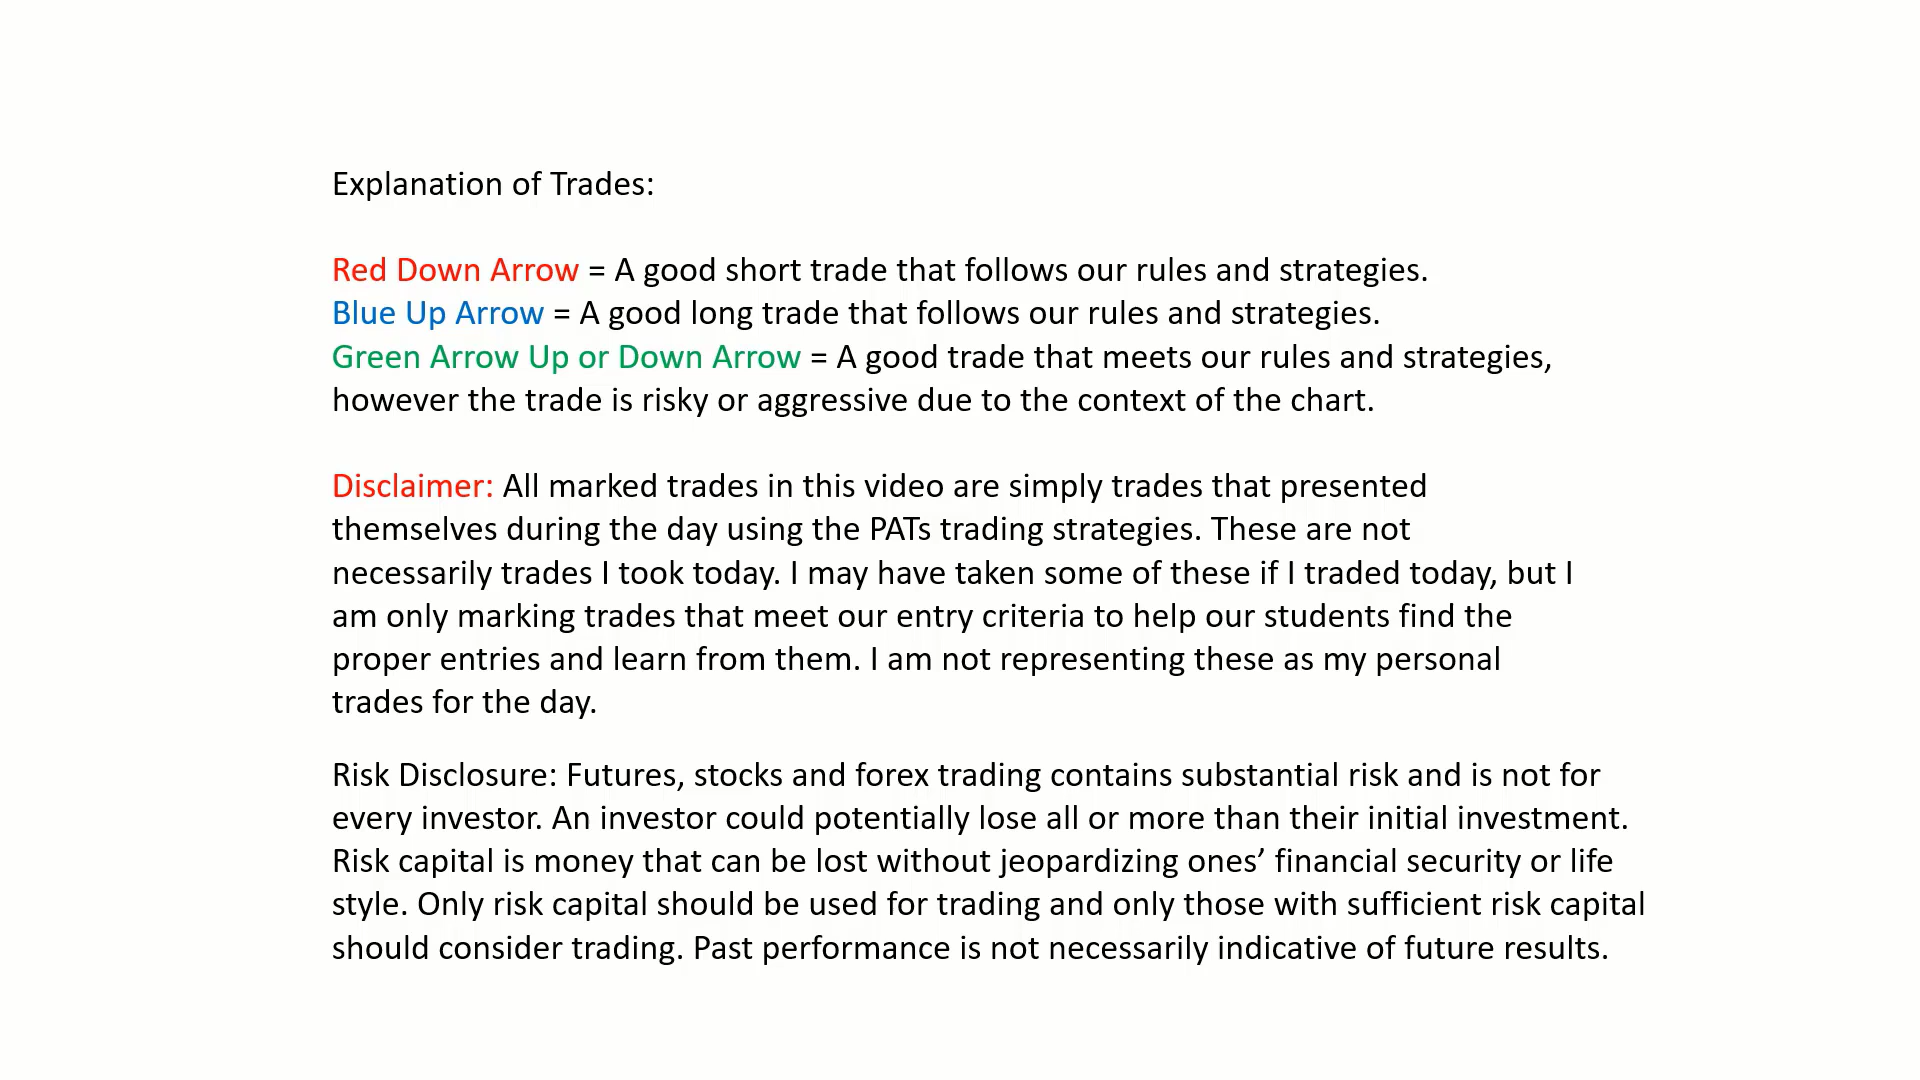 Explanation of Trades:
Red Down Arrow = A good short trade that follows our rules and strategies.
Blue Up Arrow = A good long trade that follows our rules and strategies.
Green Arrow Up or Down Arrow = A good trade that meets our rules and strategies,
however the trade is risky or aggressive due to the context of the chart.
Disclaimer: All marked trades in this video are simply trades that presented
themselves during the day using the PATs trading strategies. These are not
necessarily trades I took today. I may have taken some of these if I traded today, but I
am only marking trades that meet our entry criteria to help our students find the
proper entries and learn from them. I am not representing these as my personal
trades for the day.
Risk Disclosure: Futures, stocks and forex trading contains substantial risk and is not for
every investor. An investor could potentially lose all or more than their initial investment.
Risk capital is money that can be lost without jeopardizing ones’ financial security or life
style. Only risk capital should be used for trading and only those with sufficient risk capital
should consider trading. Past performance is not necessarily indicative of future results.